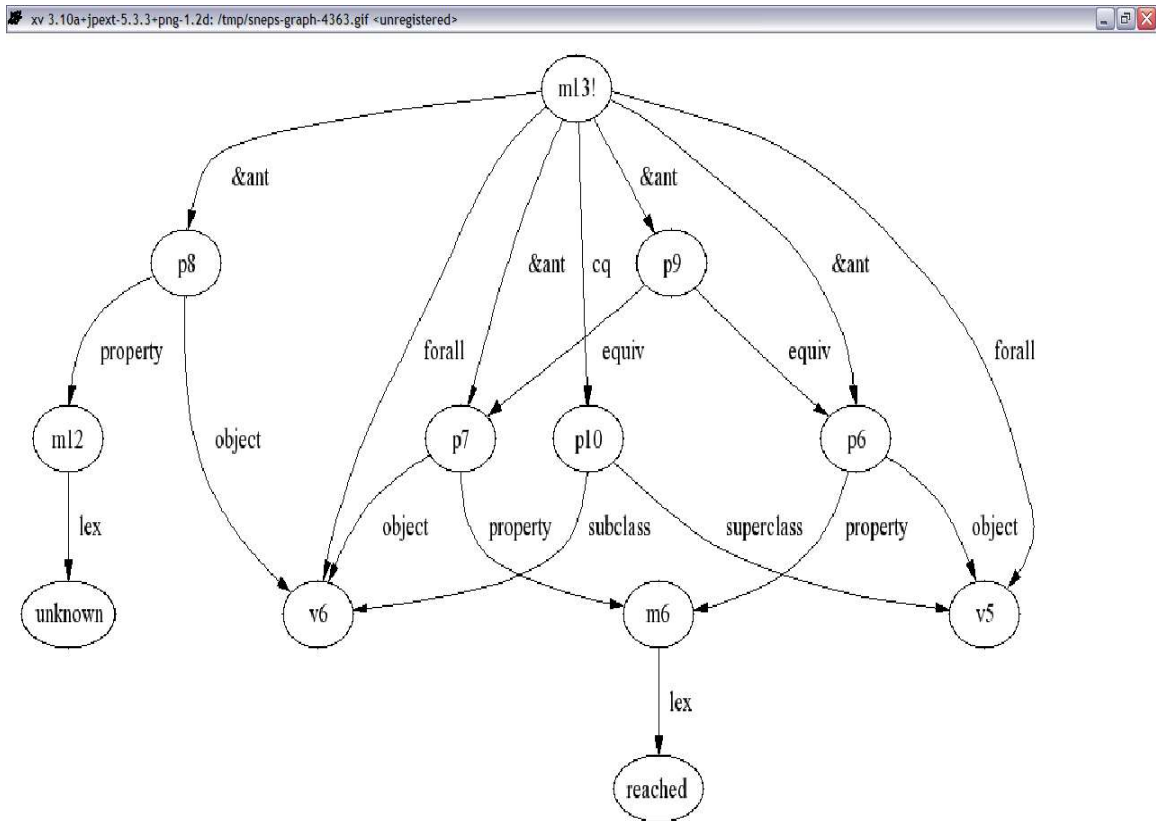 xv 3.10a+jpext-5.3.3+png-1.2d: /tmp/sneps-graph-4363.gif <unregistered>
m13!
&ant
&ant
p8
&ant
cq
p9
&ant
property
forall
equiv
equiv
forall
m12
object
p7
p10
p6
lex
object
property
subclass
superclass
property
object
unknown
v6
m6
v5
lex
reached